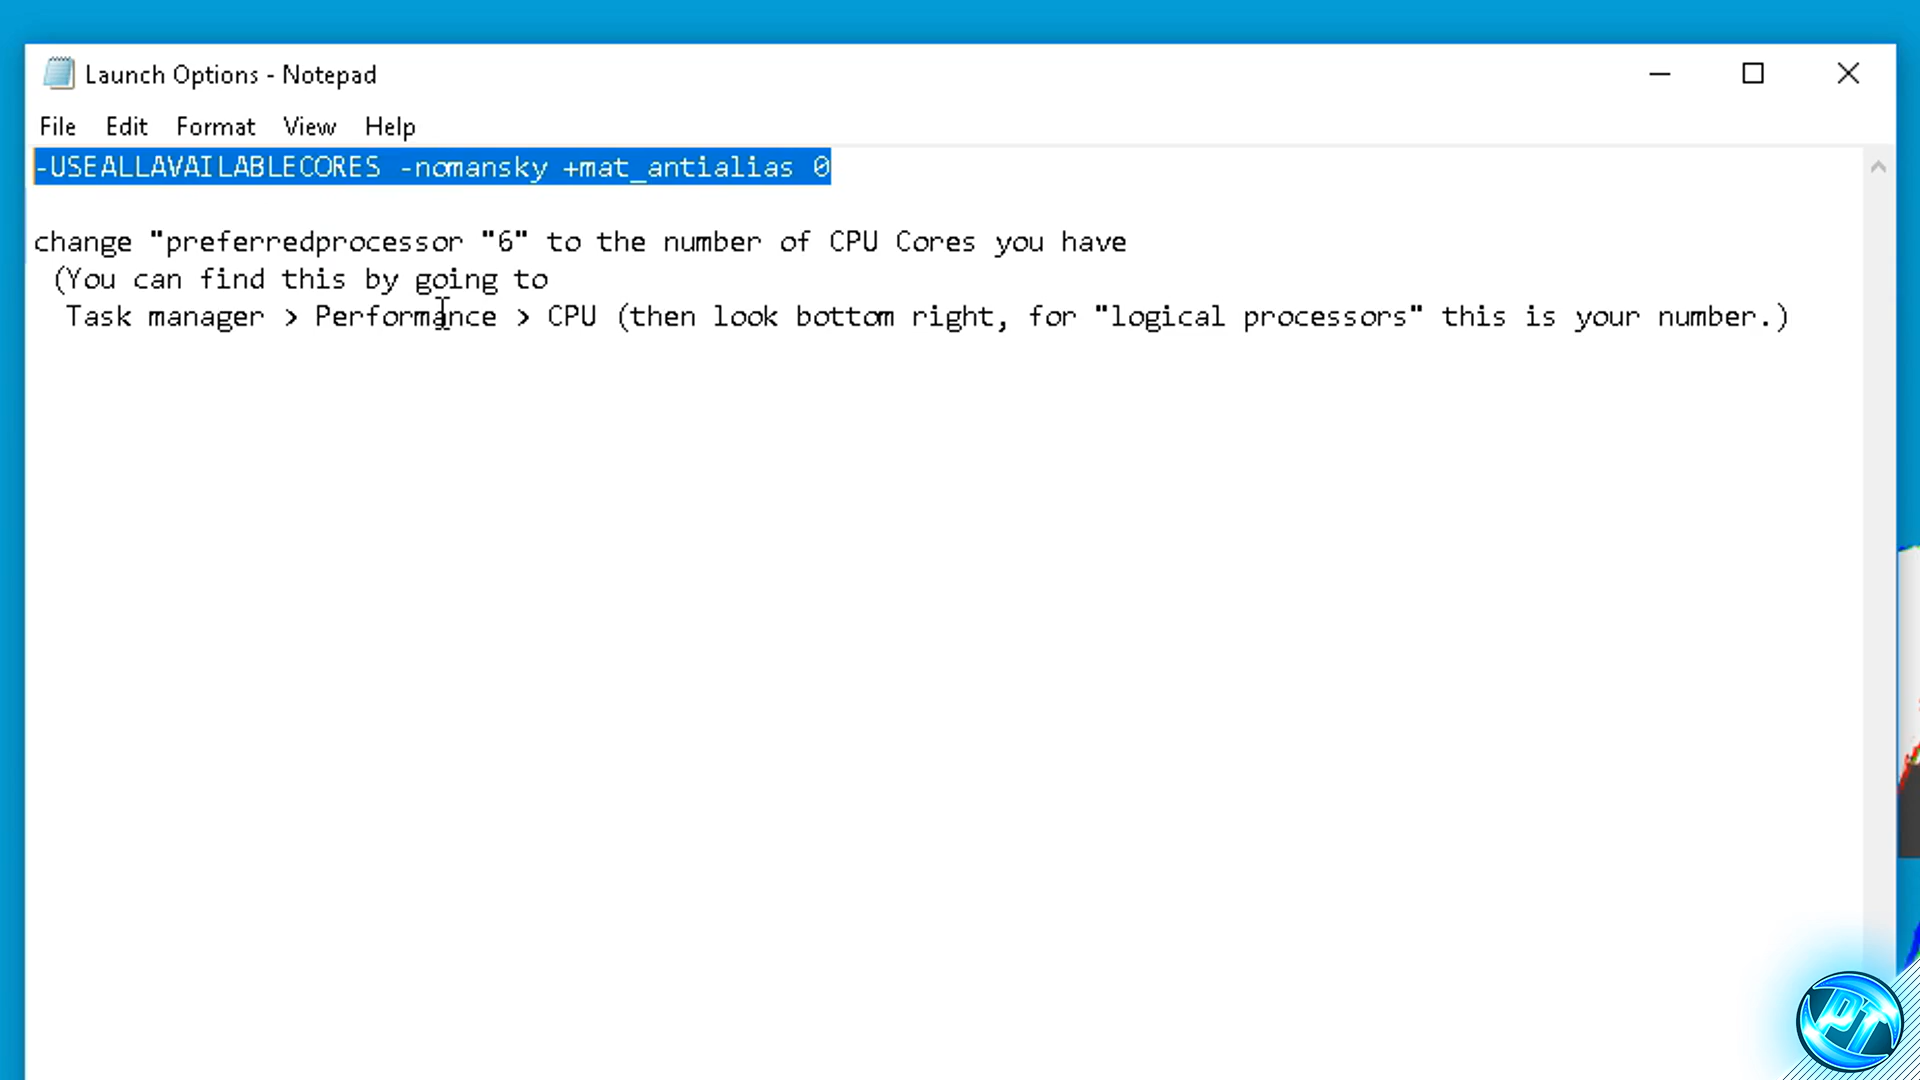 Launch Options - Notepad
File Edit Format View Help
-USEALLAVAILABLECORES -nomansky +mat_antialias 0
change "preferredprocessor "6" to the number of CPU Cores you have
(You can find this by going to
Task manager > Performance > CPU (then look bottom right, for "logical processors" this is your number.)
PT